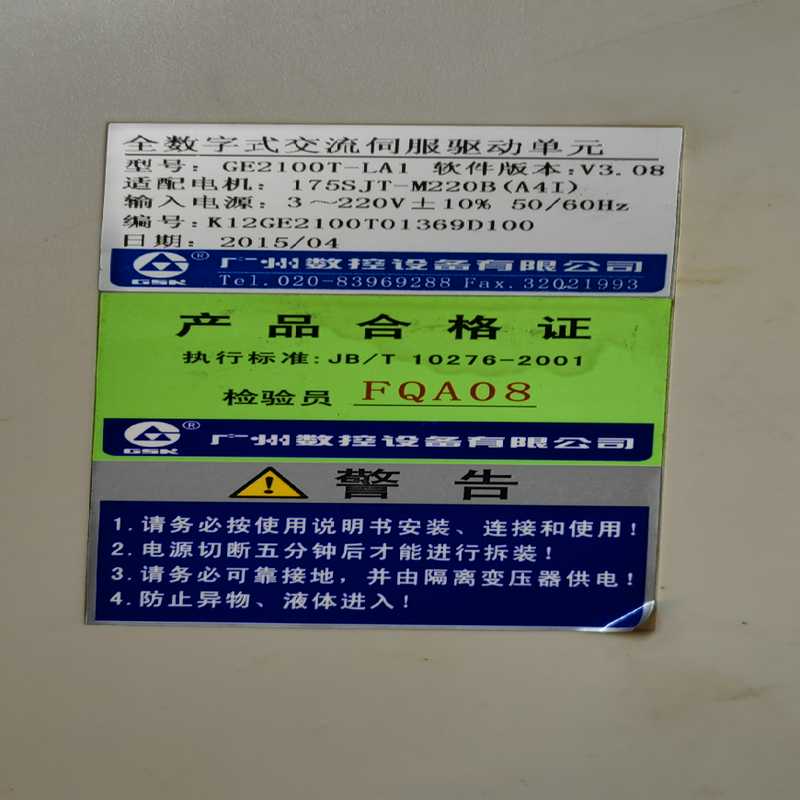 全数字式交流伺服驱动单元
型号: GE2100T-LA1 软件版本:V3.08
适配电机: 175SJT-M220B(A4I)
输入电源: 3～220V±10% 50/60Hz
编号:K12GE2100T01369D100
日期: 2015/04
GSK® 广州数控设备有限公司
Tel.020-83969288 Fax.32021993
产品合格证
执行标准:JB/T 10276-2001
检验员 FQA08
GSK® 广州数控设备有限公司
警告
1.请务必按使用说明书安装、连接和使用!
2.电源切断五分钟后才能进行拆装!
3.请务必可靠接地，并由隔离变压器供电!
4.防止异物、液体进入!